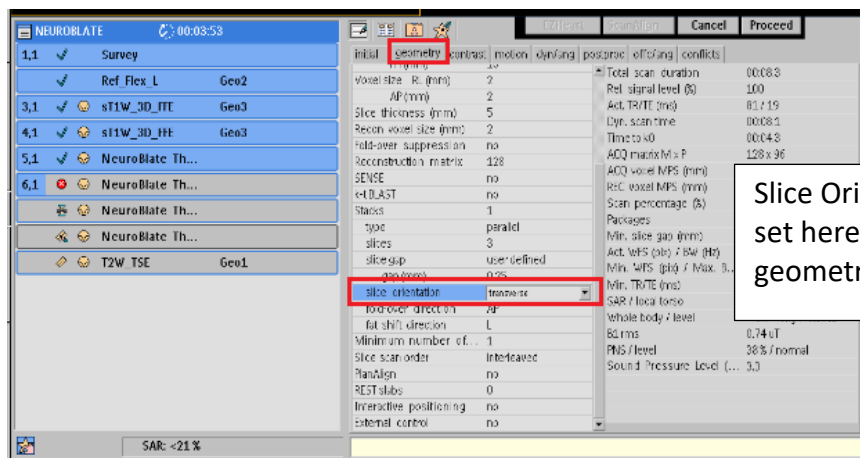 NEUROBLATE 00:03:53
1,1 Survey
Ref_Flex_L Geo2
3,1 sT1W_3D_FFE Geo3
4,1 sT1W_3D_FFE Geo3
5,1 NeuroBlate Th...
6,1 NeuroBlate Th...
NeuroBlate Th...
NeuroBlate Th...
T2W_TSE Geo1
SAR: <21 %
Cancel Proceed
initial geometry contrast motion dyn/ang postproc offc/ang conflicts
Voxel size RL (mm) 2
AP (mm) 2
Slice thickness (mm) 5
Recon voxel size (mm) 2
Fold-over suppression no
Reconstruction matrix 128
SENSE no
k-t BLAST no
Stacks 1
type parallel
slices 3
slice gap user defined
gap (mm) 0.25
slice orientation transverse
fold-over direction AP
fat shift direction L
Minimum number of... 1
Slice scan order interleaved
PlanAlign no
REST slabs 0
Interactive positioning no
External control no
Total scan duration 00:08.3
Rel. signal level (%) 100
Act. TR/TE (ms) 81 / 19
Dyn. scan time 00:08.1
Time to k0 00:04.3
ACQ matrix M x P 128 x 96
ACQ voxel MPS (mm)
REC voxel MPS (mm)
Scan percentage (%)
Packages
Min. slice gap (mm)
Act. WFS (pix) / BW (Hz)
Min. WFS (pix) / Max. B...
Min. TR/TE (ms)
SAR / local torso
Whole body / level
B1 rms 0.74 uT
PNS / level 38 % / normal
Sound Pressure Level (... 3.3
Slice Ori
set here
geometr